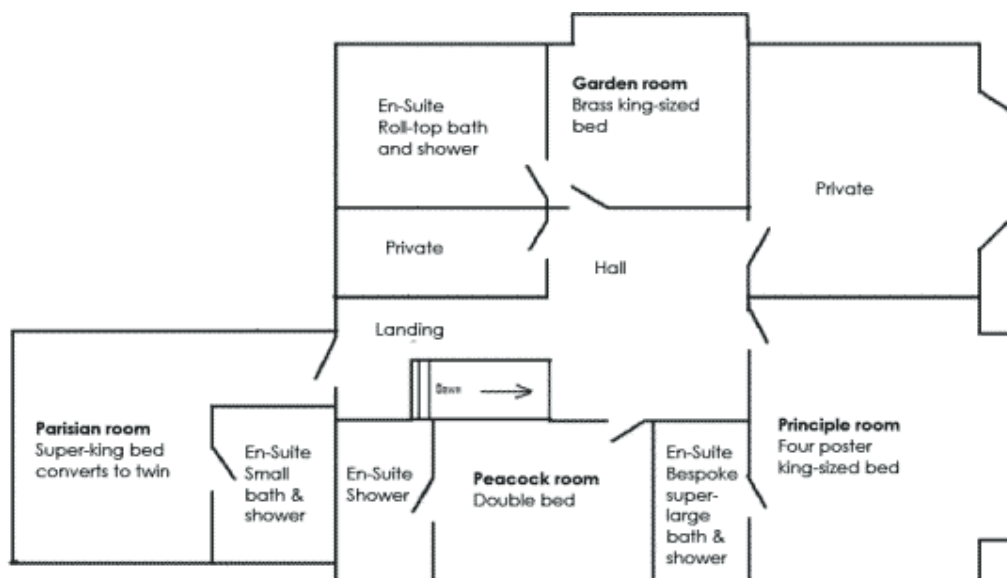 Garden room
Brass king-sized
bed
En-Suite
Roll-top bath
and shower
Private
Private
Hall
Landing
Down
Parisian room
Super-king bed
converts to twin
En-Suite
Small
bath &
shower
En-Suite
Shower
Peacock room
Double bed
En-Suite
Bespoke
super-
large
bath &
shower
Principle room
Four poster
king-sized bed